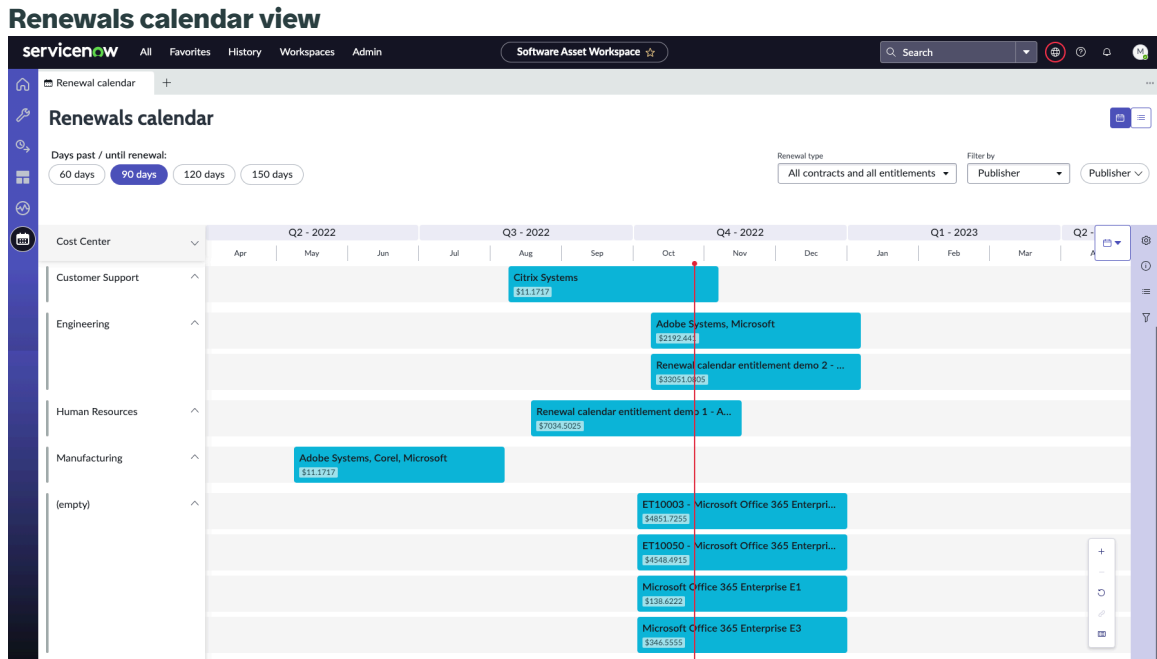 Renewals calendar view
servicenow All Favorites History Workspaces Admin Software Asset Workspace Search M
Renewal calendar
Renewals calendar
Days past / until renewal:
60 days 90 days 120 days 150 days
Renewal type Filter by
All contracts and all entitlements Publisher Publisher
Cost Center
Q2 - 2022 Q3 - 2022 Q4 - 2022 Q1 - 2023 Q2 -
Apr May Jun Jul Aug Sep Oct Nov Dec Jan Feb Mar A
Customer Support
Citrix Systems
$11.1717
Engineering
Adobe Systems, Microsoft
$2192.441
Renewal calendar entitlement demo 2 - ...
$33051.0805
Human Resources
Renewal calendar entitlement demo 1 - A...
$7034.5025
Manufacturing
Adobe Systems, Corel, Microsoft
$11.1717
(empty)
ET10003 - Microsoft Office 365 Enterpri...
$4851.7255
ET10050 - Microsoft Office 365 Enterpri...
$4548.4915
Microsoft Office 365 Enterprise E1
$138.6222
Microsoft Office 365 Enterprise E3
$346.5555